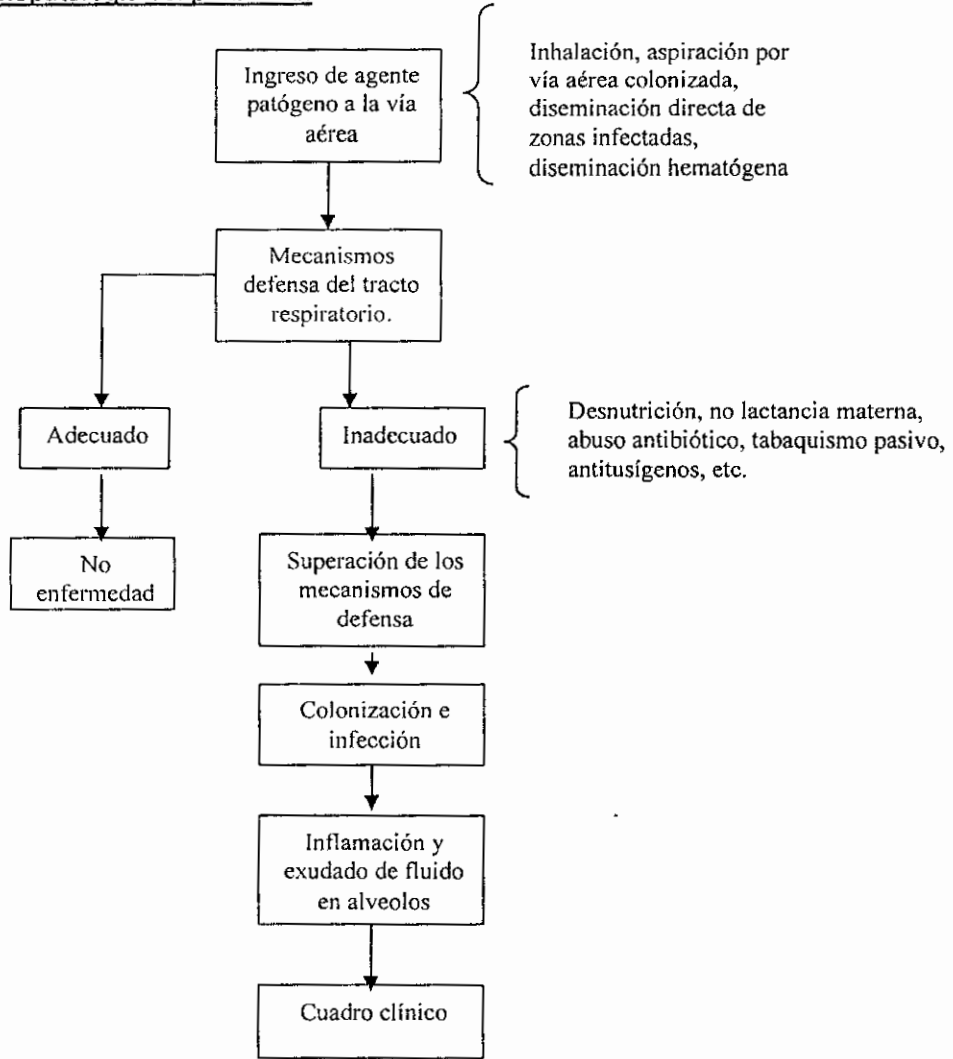 Ingreso de agente
patógeno a la vía
aérea
Inhalación, aspiración por
vía aérea colonizada,
diseminación directa de
zonas infectadas,
diseminación hematógena
Mecanismos
defensa del tracto
respiratorio.
Adecuado
Inadecuado
Desnutrición, no lactancia materna,
abuso antibiótico, tabaquismo pasivo,
antitusígenos, etc.
No
enfermedad
Superación de los
mecanismos de
defensa
Colonización e
infección
Inflamación y
exudado de fluido
en alveolos
Cuadro clínico